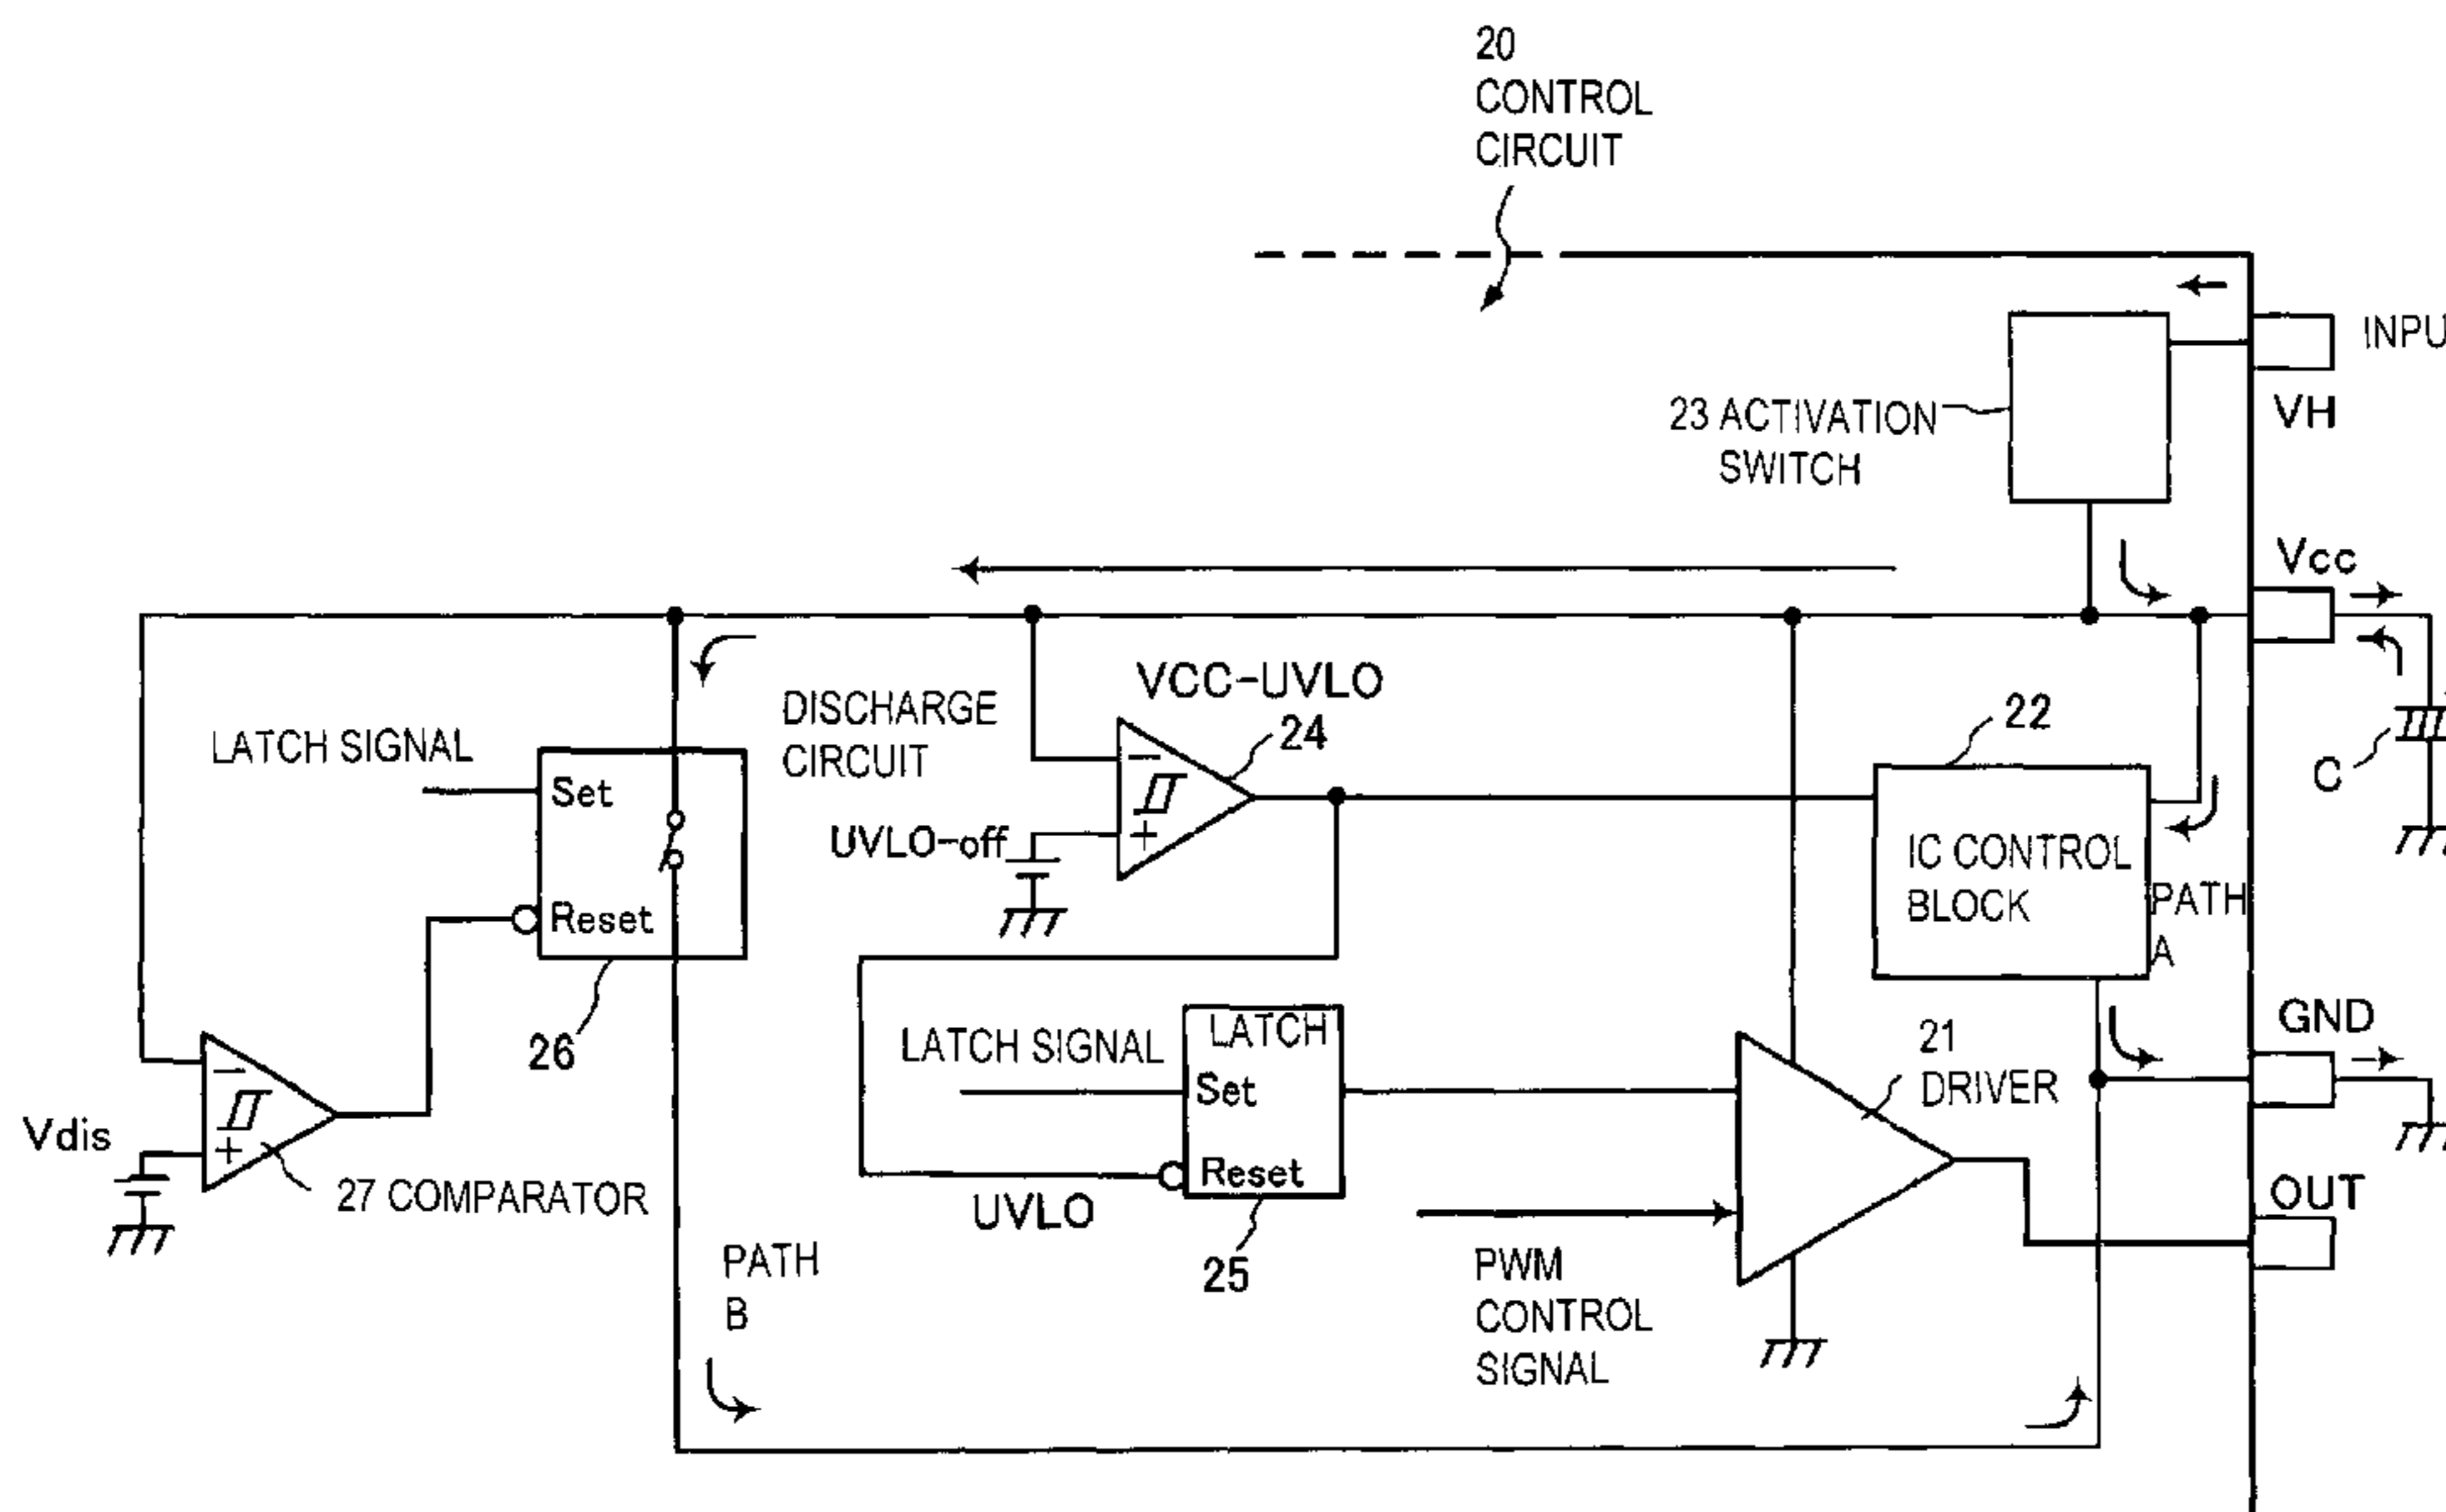 20
CONTROL
CIRCUIT
INPU
VH
23 ACTIVATION
SWITCH
Vcc
VCC-UVLO
DISCHARGE
CIRCUIT
24
22
LATCH SIGNAL
Set
C
UVLO-off
+
IC CONTROL
BLOCK
PATH
A
Reset
26
LATCH SIGNAL
LATCH
Set
21
DRIVER
GND
Vdis
+
27 COMPARATOR
UVLO
Reset
25
OUT
PATH
B
PWM
CONTROL
SIGNAL